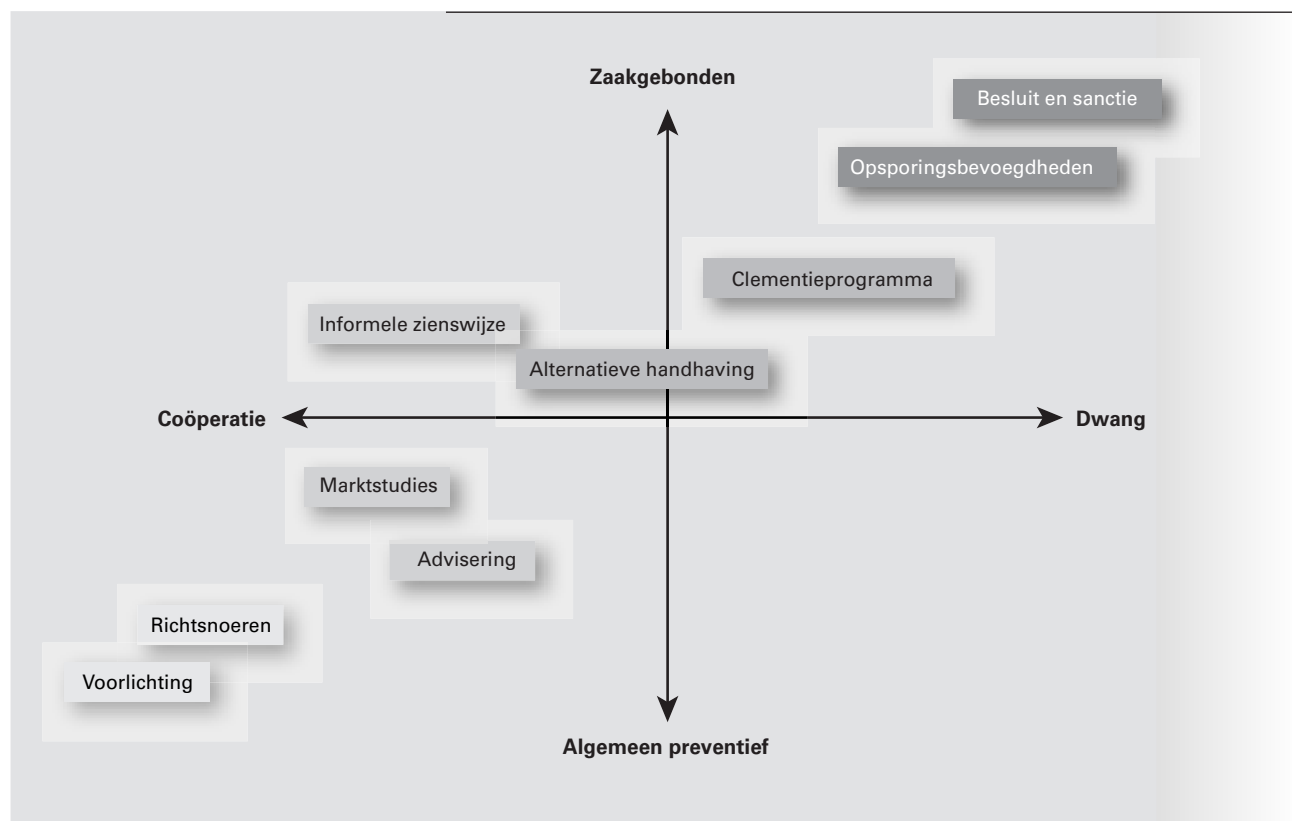 Zaakgebonden
Besluit en sanctie
Opsporingsbevoegdheden
Clementieprogramma
Informele zienswijze
Alternatieve handhaving
Coöperatie
Dwang
Marktstudies
Advisering
Richtsnoeren
Voorlichting
Algemeen preventief